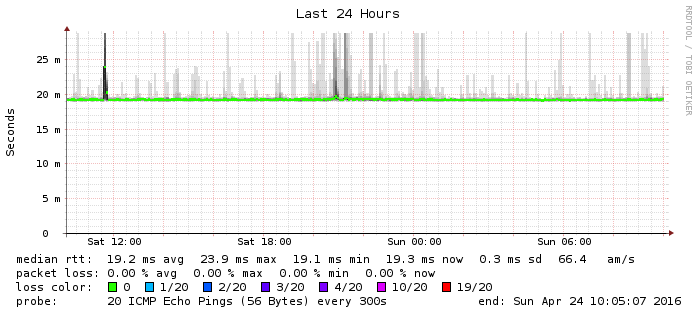 Last 24 Hours
RRDTOOL / TOBI OETIKER
Seconds
25 m
20 m
15 m
10 m
5 m
0
Sat 12:00 Sat 18:00 Sun 00:00 Sun 06:00
median rtt: 19.2 ms avg 23.9 ms max 19.1 ms min 19.3 ms now 0.3 ms sd 66.4 am/s
packet loss: 0.00 % avg 0.00 % max 0.00 % min 0.00 % now
loss color: 0 1/20 2/20 3/20 4/20 10/20 19/20
probe: 20 ICMP Echo Pings (56 Bytes) every 300s end: Sun Apr 24 10:05:07 2016